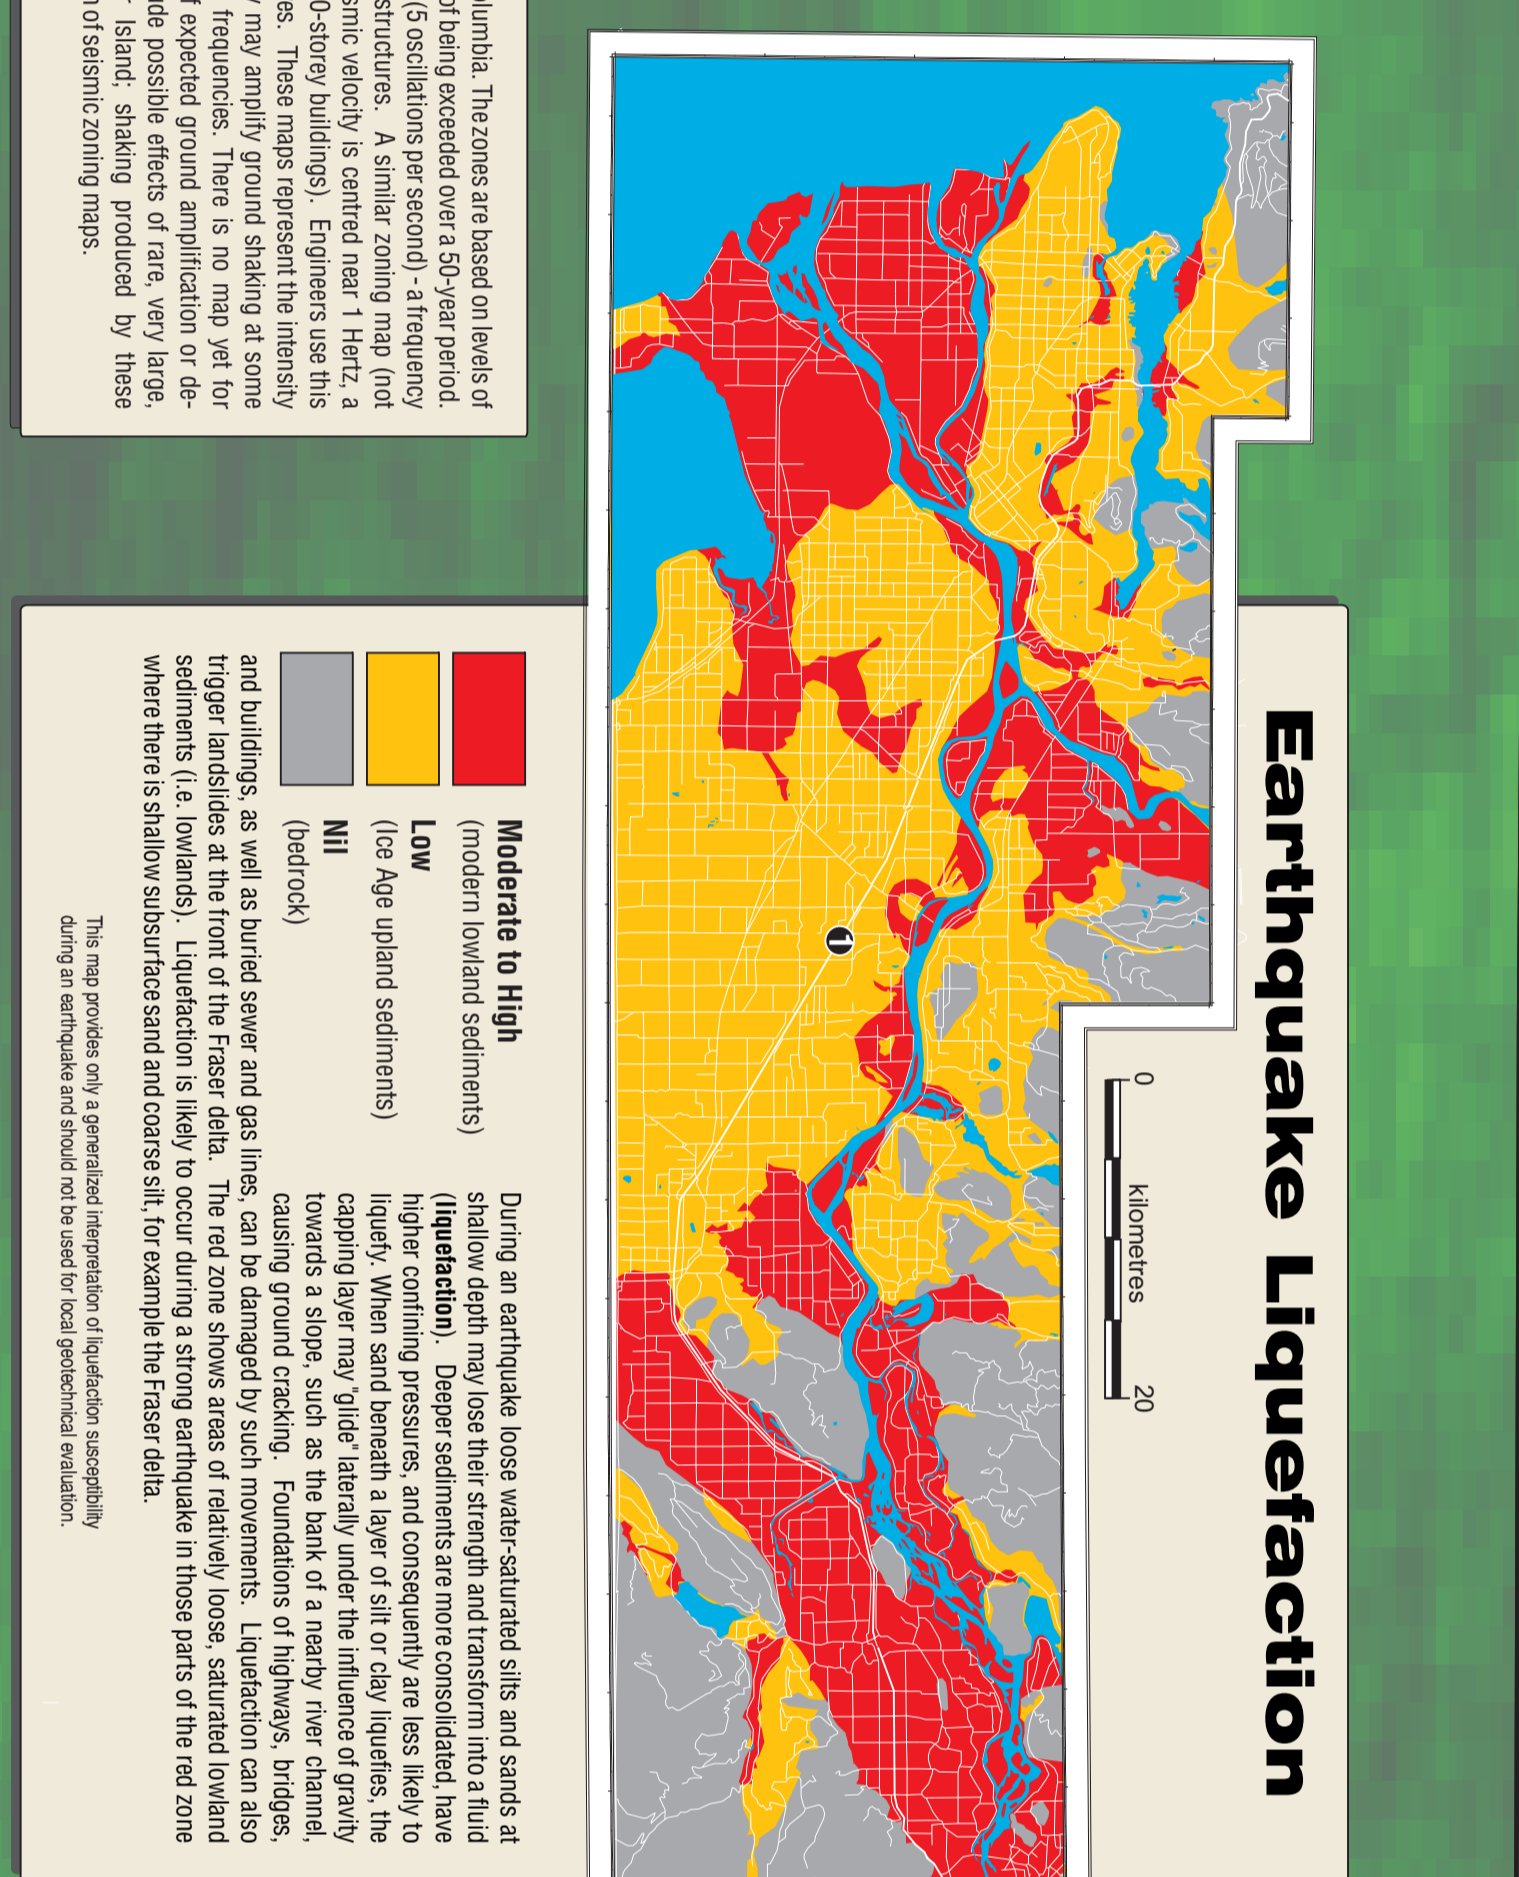 Earthquake Liquefaction
0
kilometres
20
1
Moderate to High
(modern lowland sediments)
Low
(Ice Age upland sediments)
Nil
(bedrock)
During an earthquake loose water-saturated silts and sands at
shallow depth may lose their strength and transform into a fluid
(liquefaction). Deeper sediments are more consolidated, have
higher confining pressures, and consequently are less likely to
liquefy. When sand beneath a layer of silt or clay liquefies, the
capping layer may "glide" laterally under the influence of gravity
towards a slope, such as the bank of a nearby river channel,
causing ground cracking. Foundations of highways, bridges,
and buildings, as well as buried sewer and gas lines, can be damaged by such movements. Liquefaction can also
trigger landslides at the front of the Fraser delta. The red zone shows areas of relatively loose, saturated lowland
sediments (i.e. lowlands). Liquefaction is likely to occur during a strong earthquake in those parts of the red zone
where there is shallow subsurface sand and coarse silt, for example the Fraser delta.
This map provides only a generalized interpretation of liquefaction susceptibility
during an earthquake and should not be used for local geotechnical evaluation.
lumbia. The zones are based on levels of
of being exceeded over a 50-year period.
(5 oscillations per second) - a frequency
structures. A similar zoning map (not
smic velocity is centred near 1 Hertz, a
0-storey buildings). Engineers use this
es. These maps represent the intensity
may amplify ground shaking at some
frequencies. There is no map yet for
f expected ground amplification or de-
de possible effects of rare, very large,
Island; shaking produced by these
of seismic zoning maps.